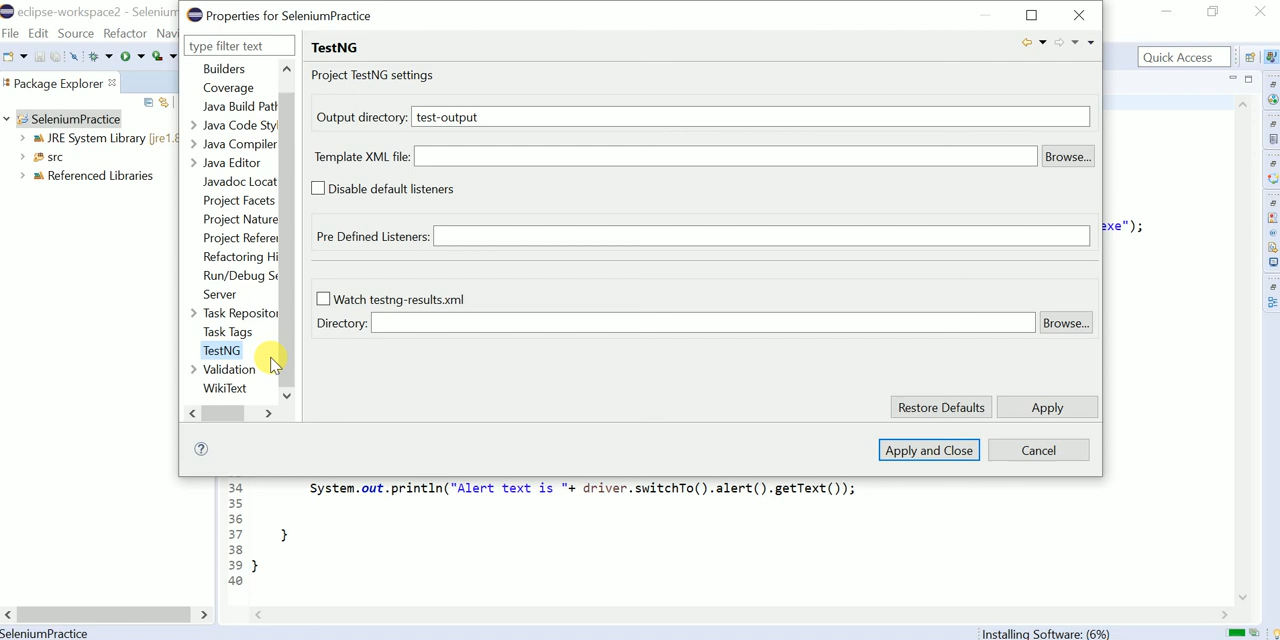 eclipse-workspace2 - Selenium
Properties for SeleniumPractice
File Edit Source Refactor Navi
type filter text
TestNG
Quick Access
Package Explorer
Project TestNG settings
Builders
Coverage
Java Build Path
Java Code Styl
Java Compiler
Java Editor
Javadoc Locat
Project Facets
Project Nature
Project Referen
Refactoring Hi
Run/Debug Se
Server
Task Repositor
Task Tags
TestNG
Validation
WikiText
SeleniumPractice
JRE System Library [jre1.8
src
Referenced Libraries
Output directory: test-output
Template XML file: Browse...
Disable default listeners
Pre Defined Listeners:
exe");
Watch testng-results.xml
Directory: Browse...
Restore Defaults Apply
? Apply and Close Cancel
34 System.out.println("Alert text is "+ driver.switchTo().alert().getText());
35
36
37 }
38
39 }
40
SeleniumPractice
Installing Software: (6%)